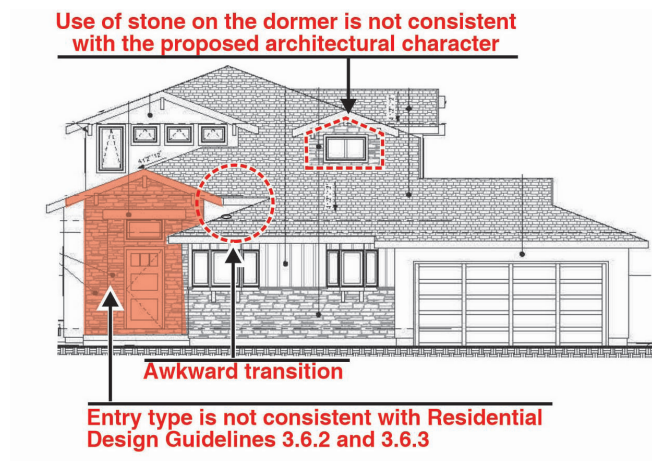 Use of stone on the dormer is not consistent
with the proposed architectural character
Awkward transition
Entry type is not consistent with Residential
Design Guidelines 3.6.2 and 3.6.3